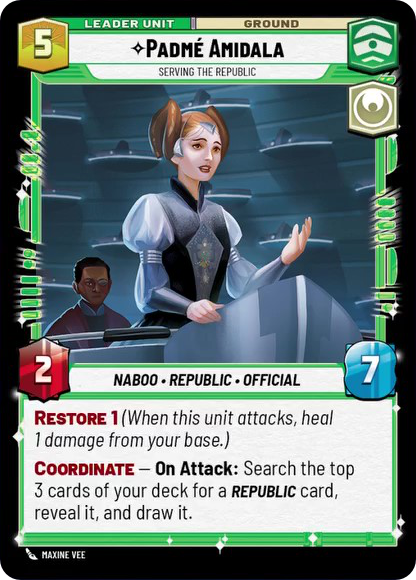 LEADER UNIT GROUND
5
✧PADMÉ AMIDALA
SERVING THE REPUBLIC
2
NABOO • REPUBLIC • OFFICIAL
7
RESTORE 1 (When this unit attacks, heal
1 damage from your base.)
COORDINATE – On Attack: Search the top
3 cards of your deck for a REPUBLIC card,
reveal it, and draw it.
MAXINE VEE